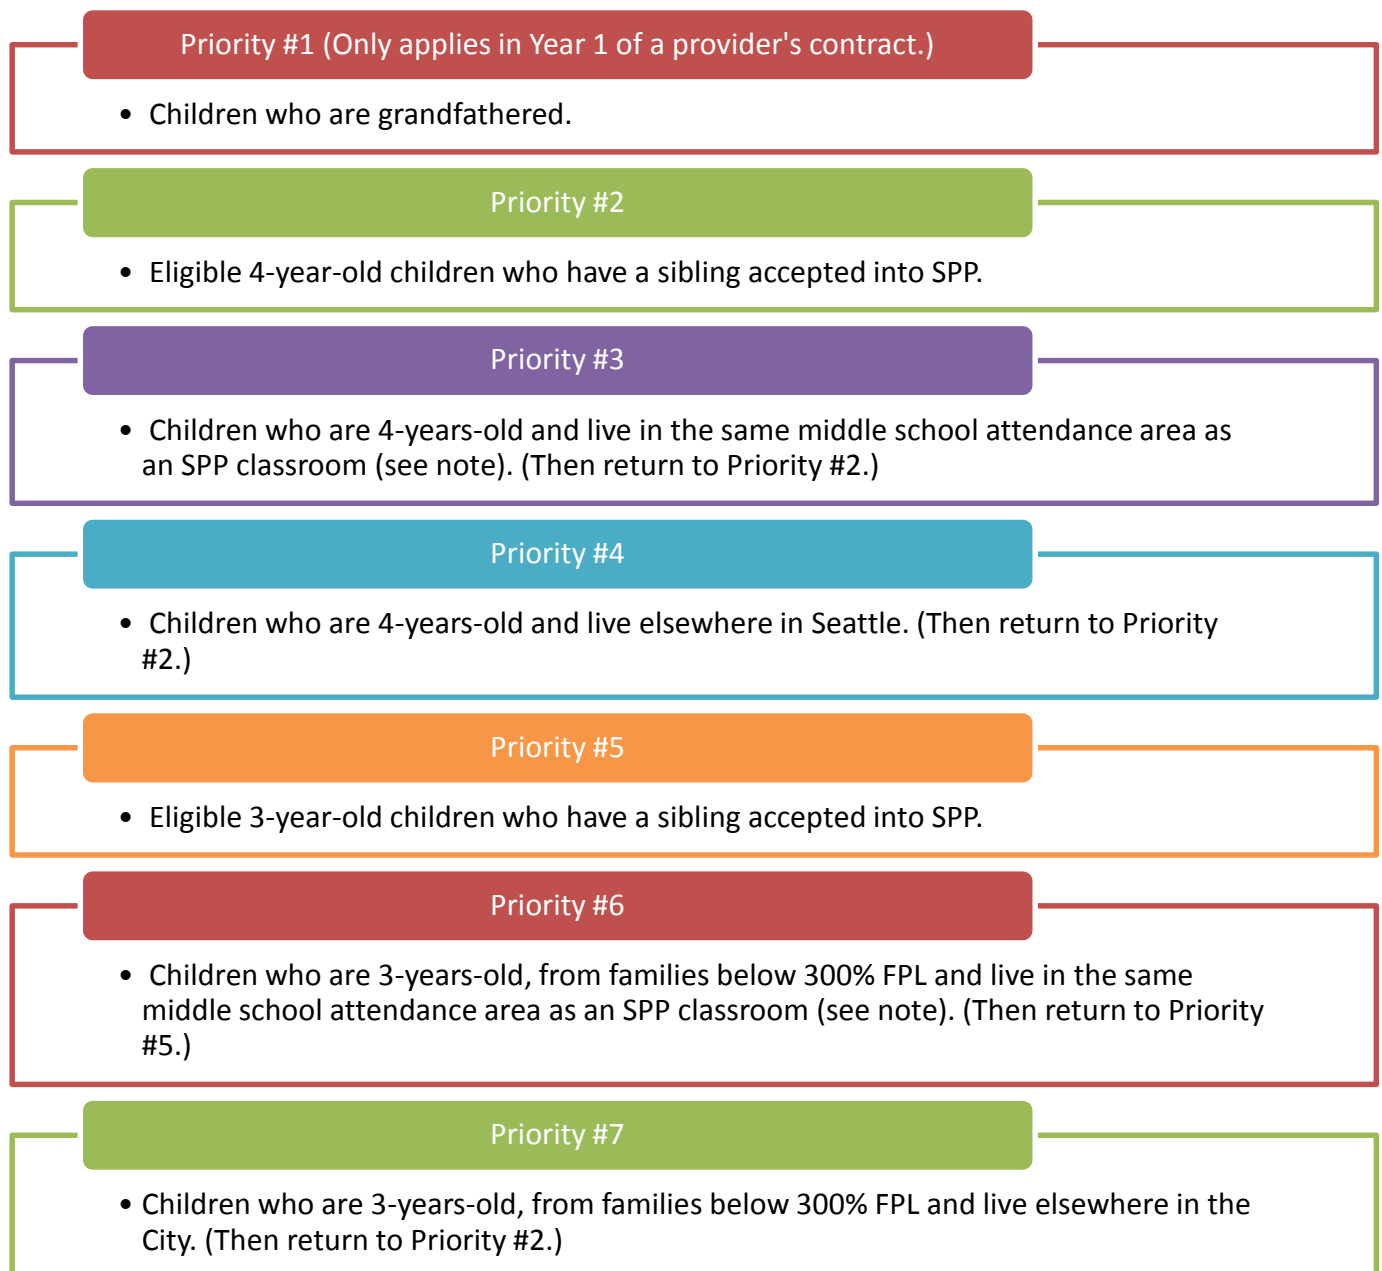 Priority #1 (Only applies in Year 1 of a provider's contract.)
• Children who are grandfathered.
Priority #2
• Eligible 4-year-old children who have a sibling accepted into SPP.
Priority #3
• Children who are 4-years-old and live in the same middle school attendance area as
an SPP classroom (see note). (Then return to Priority #2.)
Priority #4
• Children who are 4-years-old and live elsewhere in Seattle. (Then return to Priority
#2.)
Priority #5
• Eligible 3-year-old children who have a sibling accepted into SPP.
Priority #6
• Children who are 3-years-old, from families below 300% FPL and live in the same
middle school attendance area as an SPP classroom (see note). (Then return to Priority
#5.)
Priority #7
• Children who are 3-years-old, from families below 300% FPL and live elsewhere in the
City. (Then return to Priority #2.)